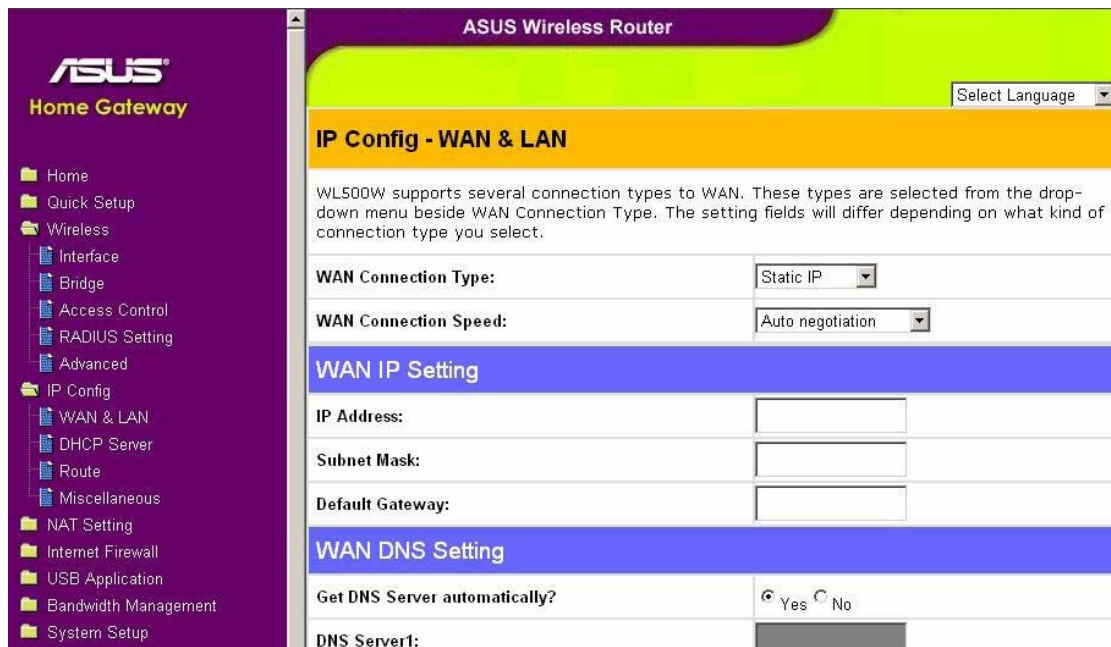 ASUS Wireless Router
ASUS
Home Gateway
Select Language
Home
Quick Setup
Wireless
Interface
Bridge
Access Control
RADIUS Setting
Advanced
IP Config
WAN & LAN
DHCP Server
Route
Miscellaneous
NAT Setting
Internet Firewall
USB Application
Bandwidth Management
System Setup
IP Config - WAN & LAN
WL500W supports several connection types to WAN. These types are selected from the drop-
down menu beside WAN Connection Type. The setting fields will differ depending on what kind of
connection type you select.
WAN Connection Type: Static IP
WAN Connection Speed: Auto negotiation
WAN IP Setting
IP Address:
Subnet Mask:
Default Gateway:
WAN DNS Setting
Get DNS Server automatically? Yes No
DNS Server1: